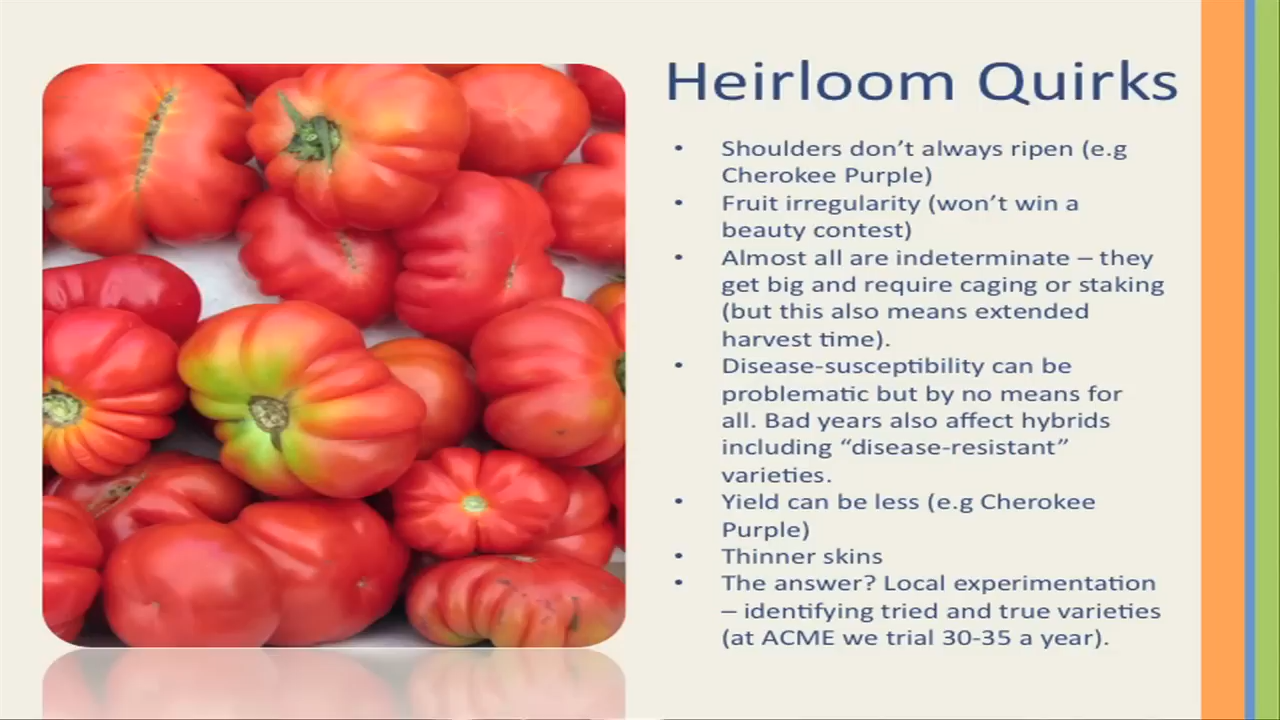 Heirloom Quirks
• Shoulders don’t always ripen (e.g
Cherokee Purple)
• Fruit irregularity (won’t win a
beauty contest)
• Almost all are indeterminate – they
get big and require caging or staking
(but this also means extended
harvest time).
• Disease-susceptibility can be
problematic but by no means for
all. Bad years also affect hybrids
including “disease-resistant”
varieties.
• Yield can be less (e.g Cherokee
Purple)
• Thinner skins
• The answer? Local experimentation
– identifying tried and true varieties
(at ACME we trial 30-35 a year).